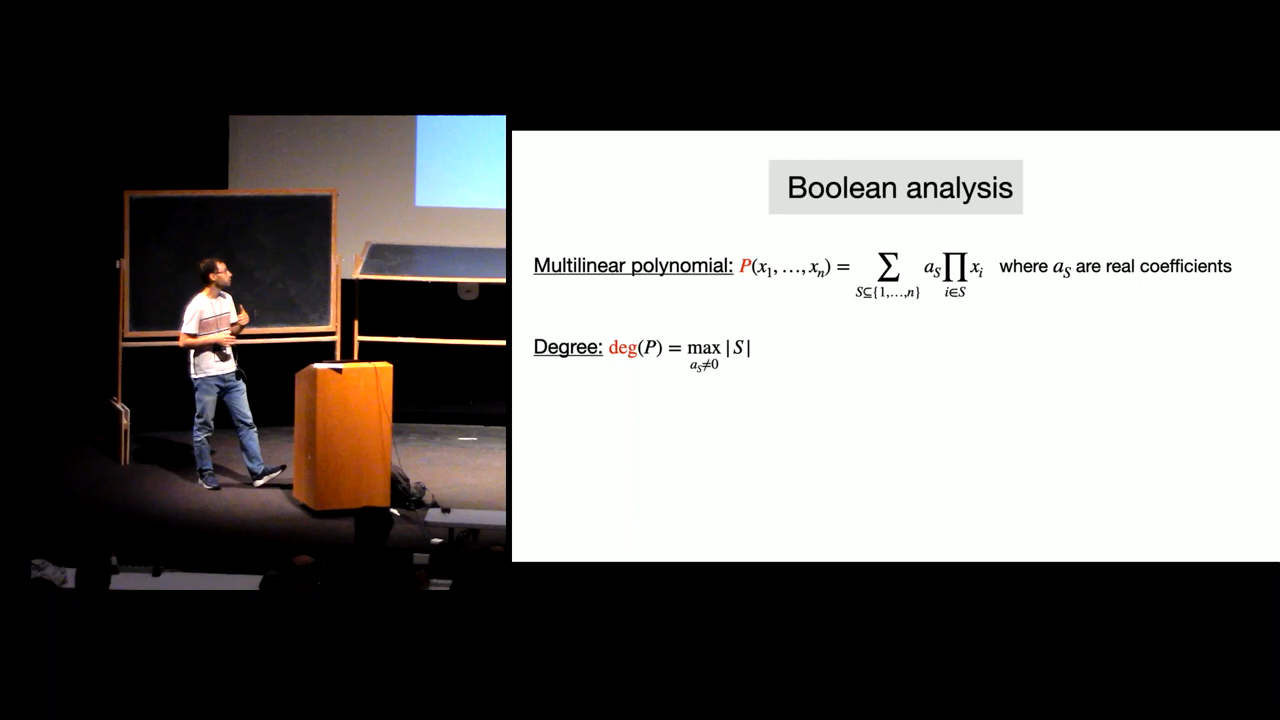 Boolean analysis
Multilinear polynomial: P(x₁, …, xₙ) = ∑_{S⊆{1,…,n}} a_S ∏_{i∈S} x_i where a_S are real coefficients
Degree: deg(P) = max_{a_S≠0} |S|